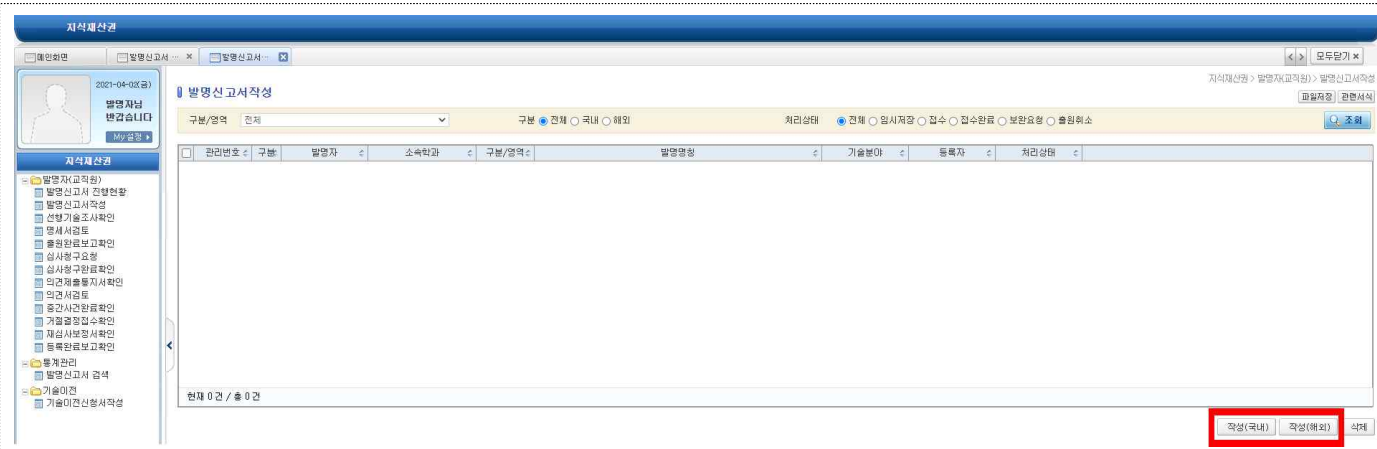 지식재산권
메인화면 발명신고서 ... × 발명신고서... × < > 모두닫기 ×
2021-04-02(금)
발명자님
반갑습니다
My설정
지식재산권
발명자(교직원)
발명신고서 진행현황
발명신고서작성
선행기술조사확인
명세서검토
출원완료보고확인
심사청구요청
심사청구완료확인
의견제출통지서확인
의견서검토
중간사건완료확인
거절결정접수확인
재심사보정서확인
등록완료보고확인
통계관리
발명신고서 검색
기술이전
기술이전신청서작성
지식재산권 > 발명자(교직원) > 발명신고서작성
발명신고서작성
파일저장 관련서식
구분/영역 전체 구분 전체 국내 해외 처리상태 전체 임시저장 접수 접수완료 보완요청 출원취소 조회
관리번호 구분 발명자 소속학과 구분/영역 발명명칭 기술분야 등록자 처리상태
현재 0 건 / 총 0 건
작성(국내) 작성(해외) 삭제